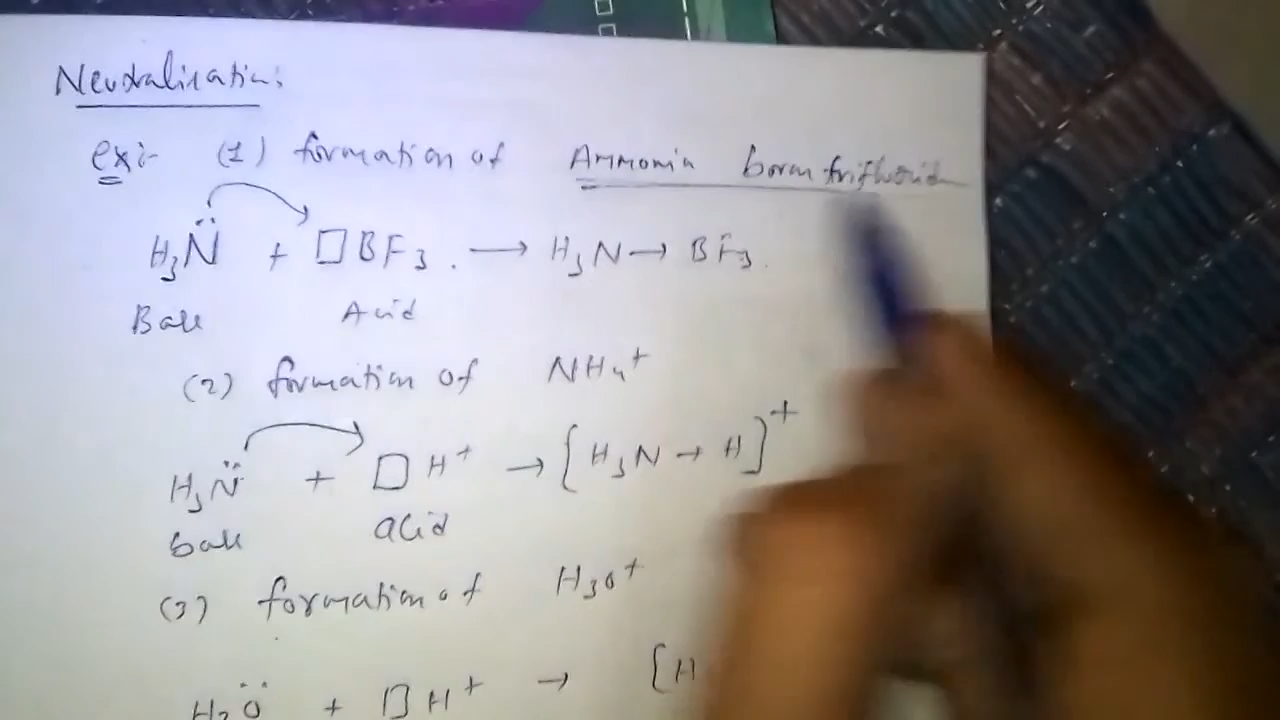 Neutralisation:
ex:- (1) formation of Ammonia boron trifluoride
H₃N̈ + □ BF₃. → H₃N → BF₃.
Base Acid
(2) formation of NH₄⁺
H₃N̈ + □ H⁺ → [H₃N → H]⁺
base acid
(3) formation of H₃O⁺
H₂Ö + □ H⁺ → [H